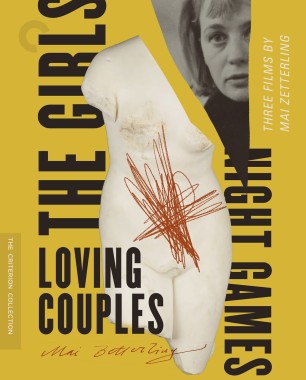 THE GIRLS
THREE FILMS BY
MAI ZETTERLING
NIGHT GAMES
LOVING
COUPLES
THE CRITERION COLLECTION
Mai Zetterling